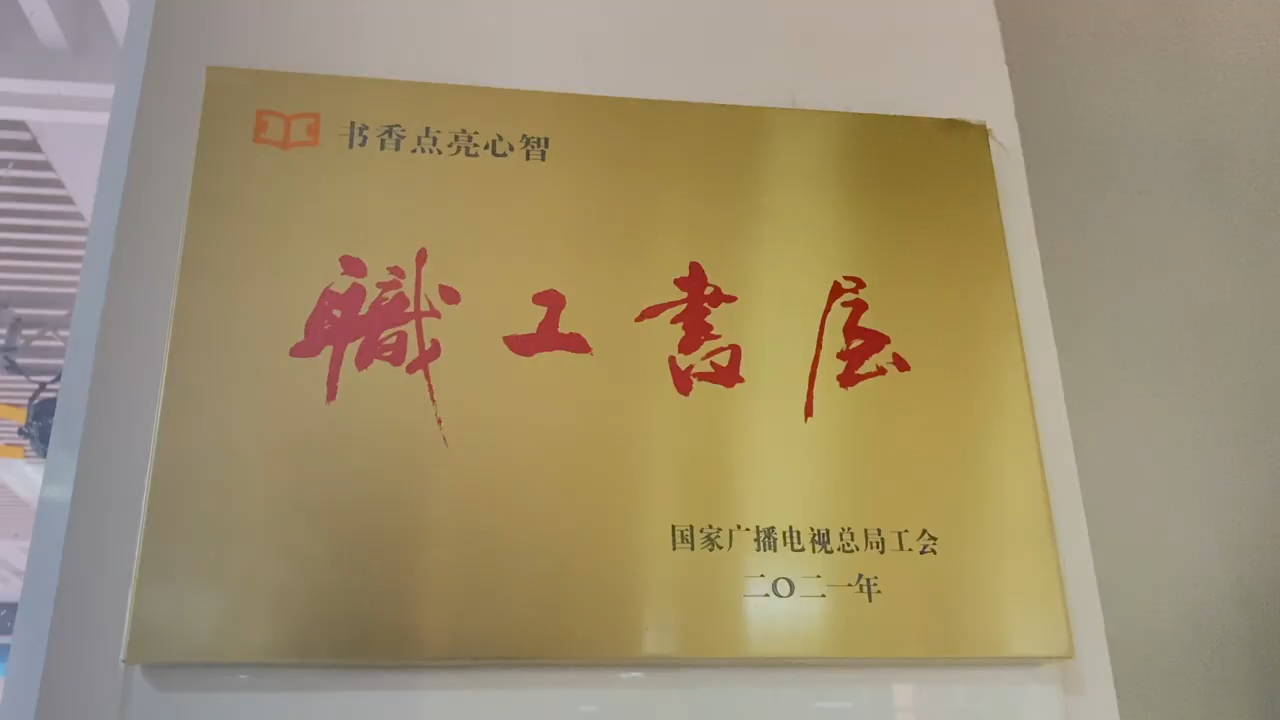 书香点亮心智
職工書屋
国家广播电视总局工会
二〇二一年